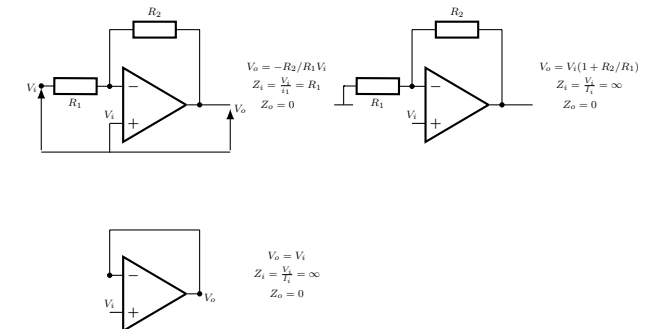 R₂
Vᵢ
R₁
−
Vᵢ
+
Vₒ
Vₒ = −R₂/R₁Vᵢ
Zᵢ = Vᵢ/i₁ = R₁
Zₒ = 0
R₂
R₁
−
Vᵢ
+
Vₒ = Vᵢ(1 + R₂/R₁)
Zᵢ = Vᵢ/Iᵢ = ∞
Zₒ = 0
−
Vᵢ
+
Vₒ
Vₒ = Vᵢ
Zᵢ = Vᵢ/Iᵢ = ∞
Zₒ = 0